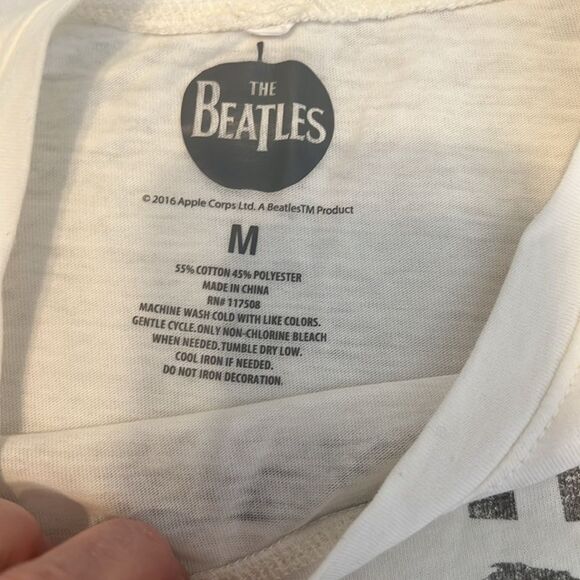 THE
BEATLES
© 2016 Apple Corps Ltd. A BeatlesTM Product
M
55% COTTON 45% POLYESTER
MADE IN CHINA
RN# 117508
MACHINE WASH COLD WITH LIKE COLORS.
GENTLE CYCLE.ONLY NON-CHLORINE BLEACH
WHEN NEEDED.TUMBLE DRY LOW.
COOL IRON IF NEEDED.
DO NOT IRON DECORATION.